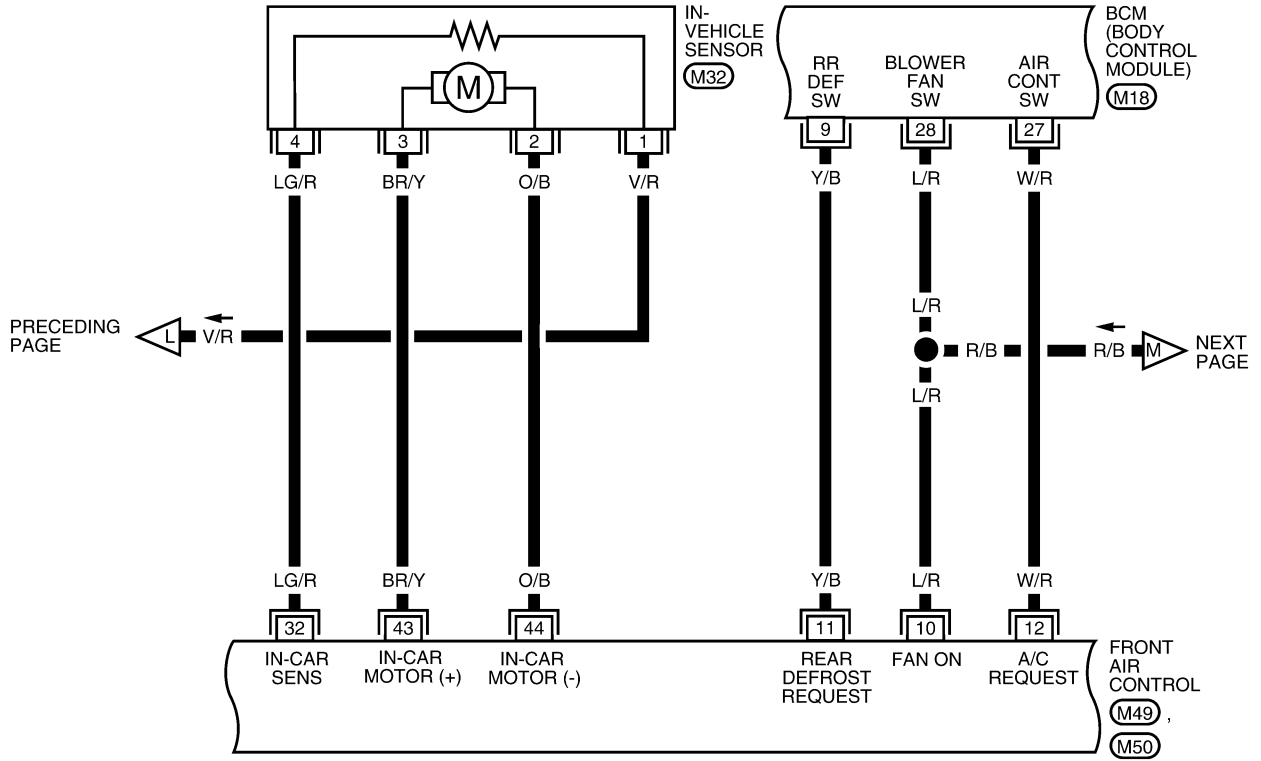 IN-
VEHICLE
SENSOR
M32
M
4
3
2
1
LG/R
BR/Y
O/B
V/R
BCM
(BODY
CONTROL
MODULE)
M18
RR
DEF
SW
BLOWER
FAN
SW
AIR
CONT
SW
9
28
27
Y/B
L/R
W/R
PRECEDING
PAGE
L
V/R
L/R
R/B
R/B
M
NEXT
PAGE
L/R
LG/R
BR/Y
O/B
Y/B
L/R
W/R
32
43
44
11
10
12
IN-CAR
SENS
IN-CAR
MOTOR (+)
IN-CAR
MOTOR (-)
REAR
DEFROST
REQUEST
FAN ON
A/C
REQUEST
FRONT
AIR
CONTROL
M49 ,
M50